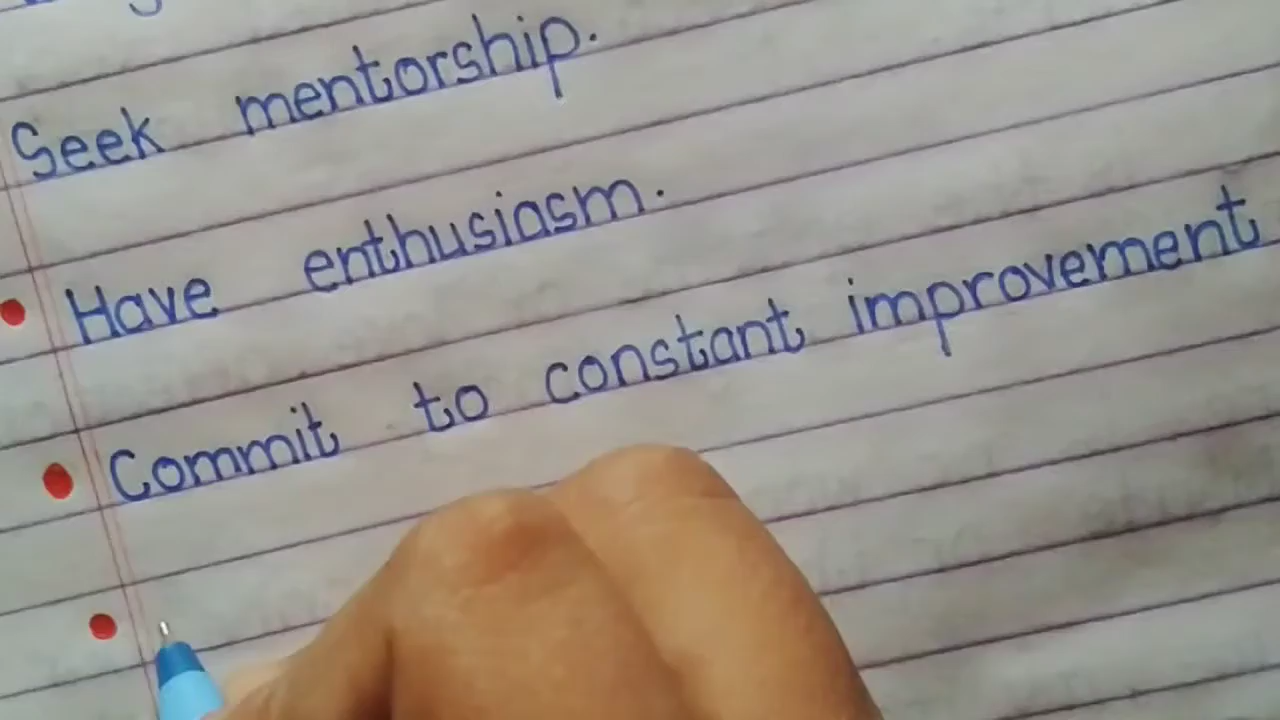 Seek mentorship.
Have enthusiasm.
Commit to constant improvement